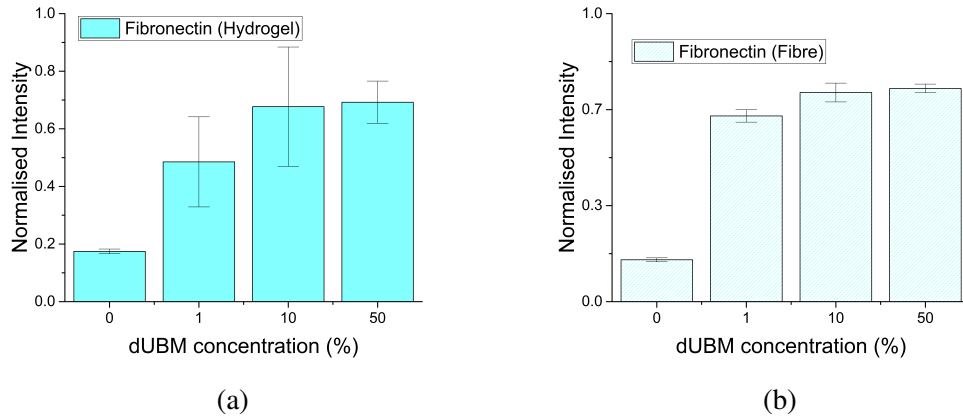 1.0
Fibronectin (Hydrogel)
0.8
0.6
0.4
0.2
0.0
Normalised Intensity
0
1
10
50
dUBM concentration (%)
(a)
1.0
Fibronectin (Fibre)
0.7
0.3
0.0
Normalised Intensity
0
1
10
50
dUBM concentration (%)
(b)